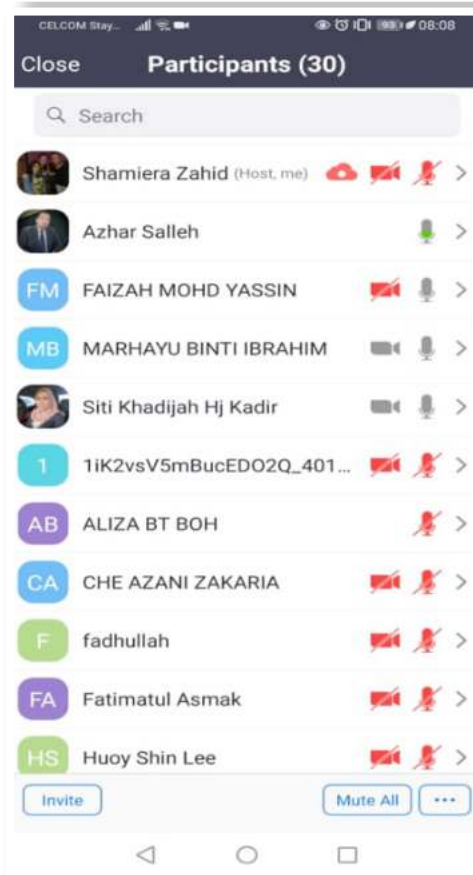 CELCOM Stay... 08:08
Close Participants (30)
Search
Shamiera Zahid (Host, me)
Azhar Salleh
FM FAIZAH MOHD YASSIN
MB MARHAYU BINTI IBRAHIM
Siti Khadijah Hj Kadir
1 1iK2vsV5mBucEDO2Q_401...
AB ALIZA BT BOH
CA CHE AZANI ZAKARIA
F fadhullah
FA Fatimatul Asmak
HS Huoy Shin Lee
Invite Mute All ...